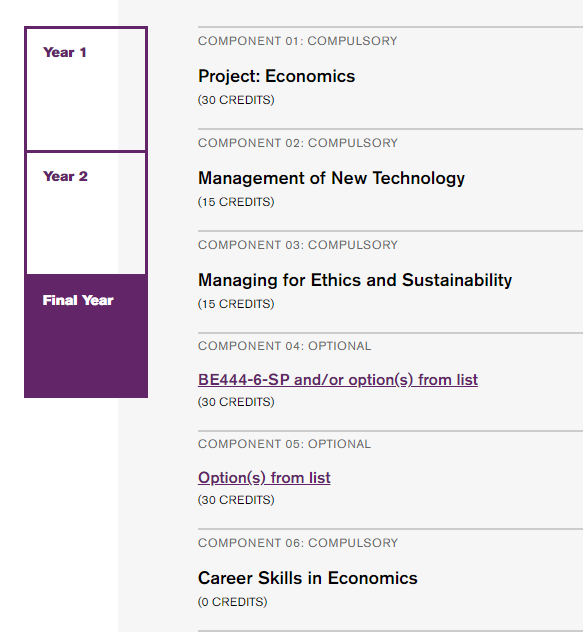 Year 1
Year 2
Final Year
COMPONENT 01: COMPULSORY
Project: Economics
(30 CREDITS)
COMPONENT 02: COMPULSORY
Management of New Technology
(15 CREDITS)
COMPONENT 03: COMPULSORY
Managing for Ethics and Sustainability
(15 CREDITS)
COMPONENT 04: OPTIONAL
BE444-6-SP and/or option(s) from list
(30 CREDITS)
COMPONENT 05: OPTIONAL
Option(s) from list
(30 CREDITS)
COMPONENT 06: COMPULSORY
Career Skills in Economics
(0 CREDITS)